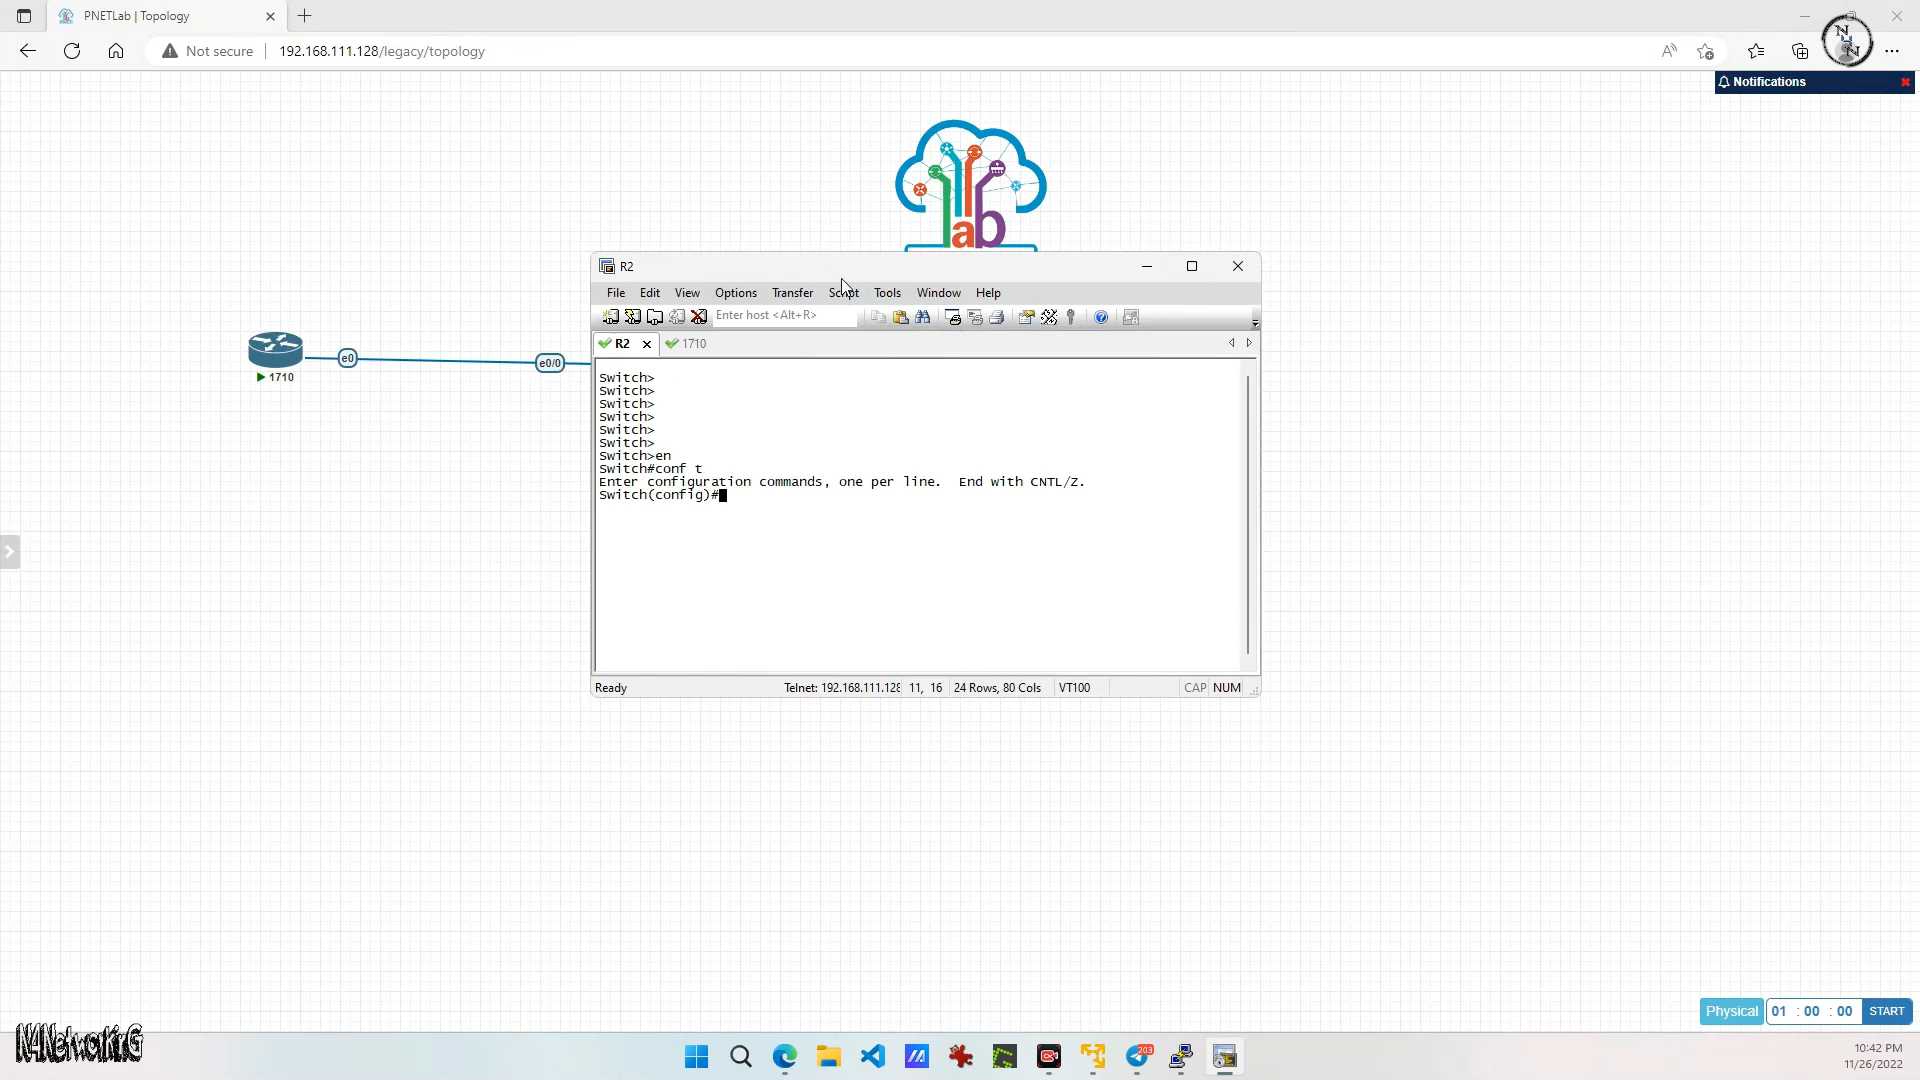 PNETLab | Topology
Not secure
192.168.111.128/legacy/topology
Notifications
lab
R2
File Edit View Options Transfer Script Tools Window Help
Enter host <Alt+R>
R2
1710
e0
e0/0
1710
Switch>
Switch>
Switch>
Switch>
Switch>
Switch>
Switch>en
Switch#conf t
Enter configuration commands, one per line.  End with CNTL/Z.
Switch(config)#
Ready
Telnet: 192.168.111.128
11, 16
24 Rows, 80 Cols
VT100
CAP NUM
Physical
01 : 00 : 00
START
N4NetworkinG
203
10:42 PM
11/26/2022